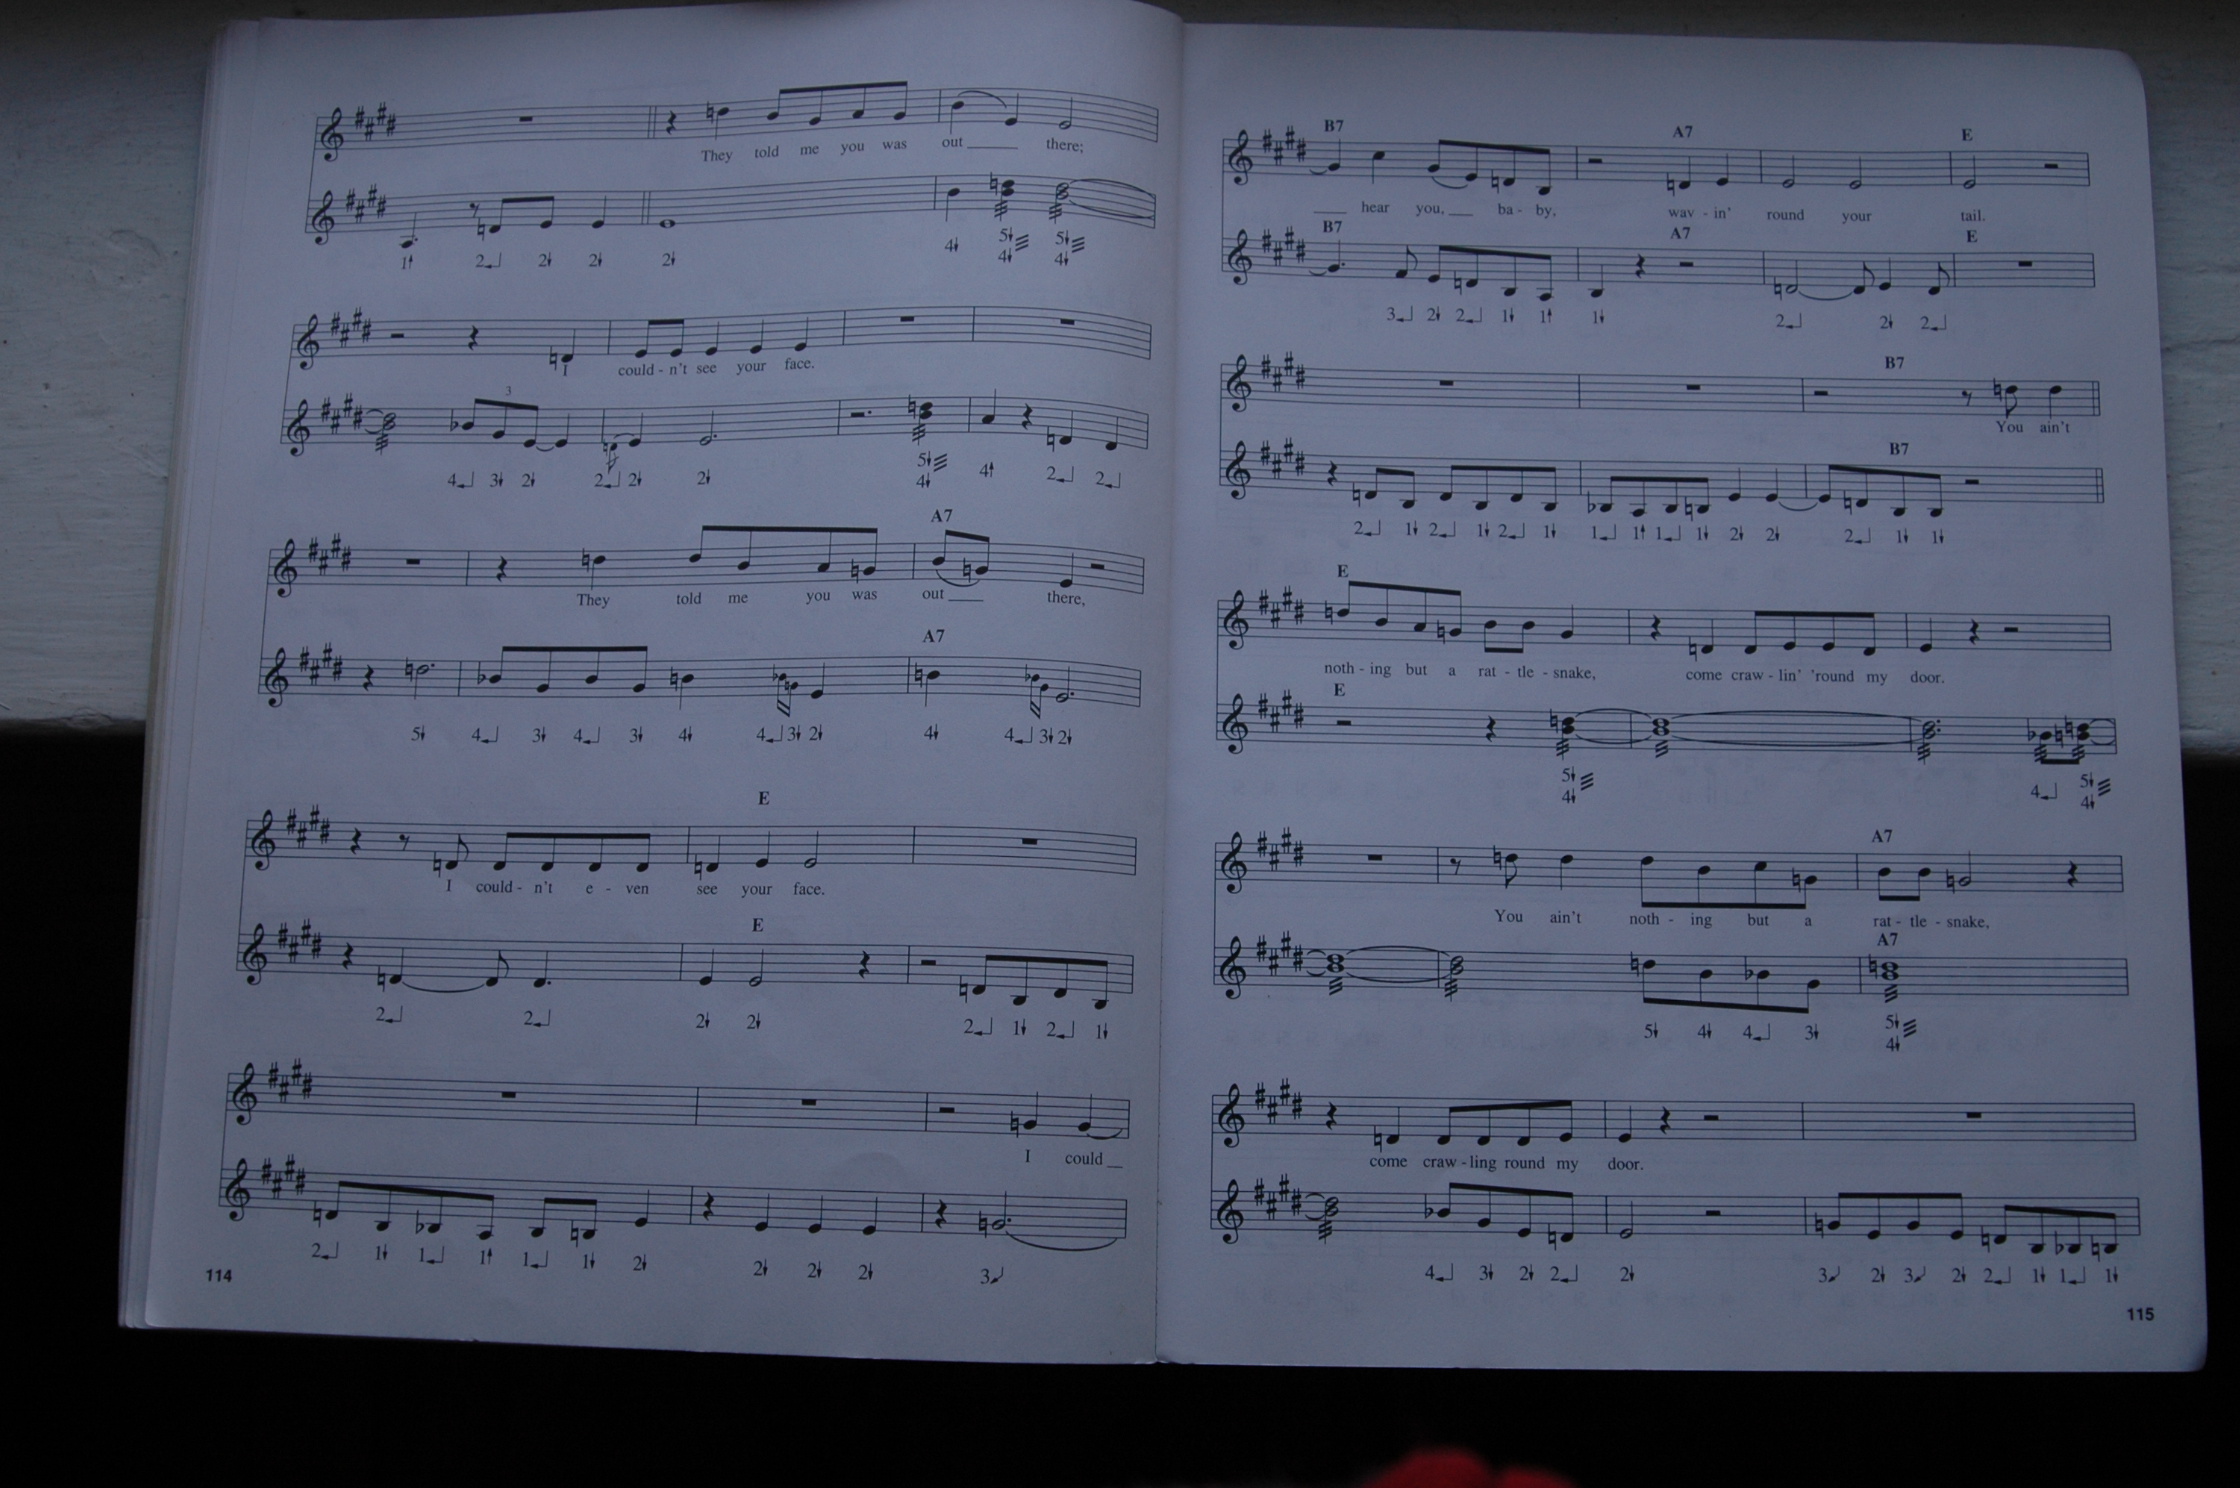 They told me you was out ____ there;
1↑ 2↲ 2↓ 2↓ 2↓ 4↓ 5↓ 5↓
4↓ 4↓
I could - n't see your face.
3
4↲ 3↓ 2↓ 2↲ 2↓ 2↓ 5↓ 4↑ 2↲ 2↲
4↓
A7
They told me you was out ____ there,
A7
5↓ 4↲ 3↓ 4↲ 3↓ 4↓ 4↲ 3↓ 2↓ 4↓ 4↲ 3↓ 2↓
E
I could - n't e - ven see your face.
E
2↲ 2↲ 2↓ 2↓ 2↲ 1↓ 2↲ 1↓
I could __
2↲ 1↓ 1↲ 1↑ 1↲ 1↓ 2↓ 2↓ 2↓ 2↓ 3↙
114
B7 A7 E
____ hear you, ___ ba - by, wav - in' round your tail.
B7 A7 E
3↲ 2↓ 2↲ 1↓ 1↑ 1↓ 2↲ 2↓ 2↲
B7
You ain't
B7
2↲ 1↓ 2↲ 1↓ 2↲ 1↓ 1↲ 1↑ 1↲ 1↓ 2↓ 2↓ 2↲ 1↓ 1↓
E
noth - ing but a rat - tle - snake, come craw - lin' 'round my door.
E
5↓ 4↲ 5↓
4↓ 4↓
A7
You ain't noth - ing but a rat - tle - snake,
A7
5↓ 4↓ 4↲ 3↓ 5↓
4↓
come craw - ling round my door.
4↲ 3↓ 2↓ 2↲ 2↓ 3↙ 2↓ 3↙ 2↓ 2↲ 1↓ 1↲ 1↓
115